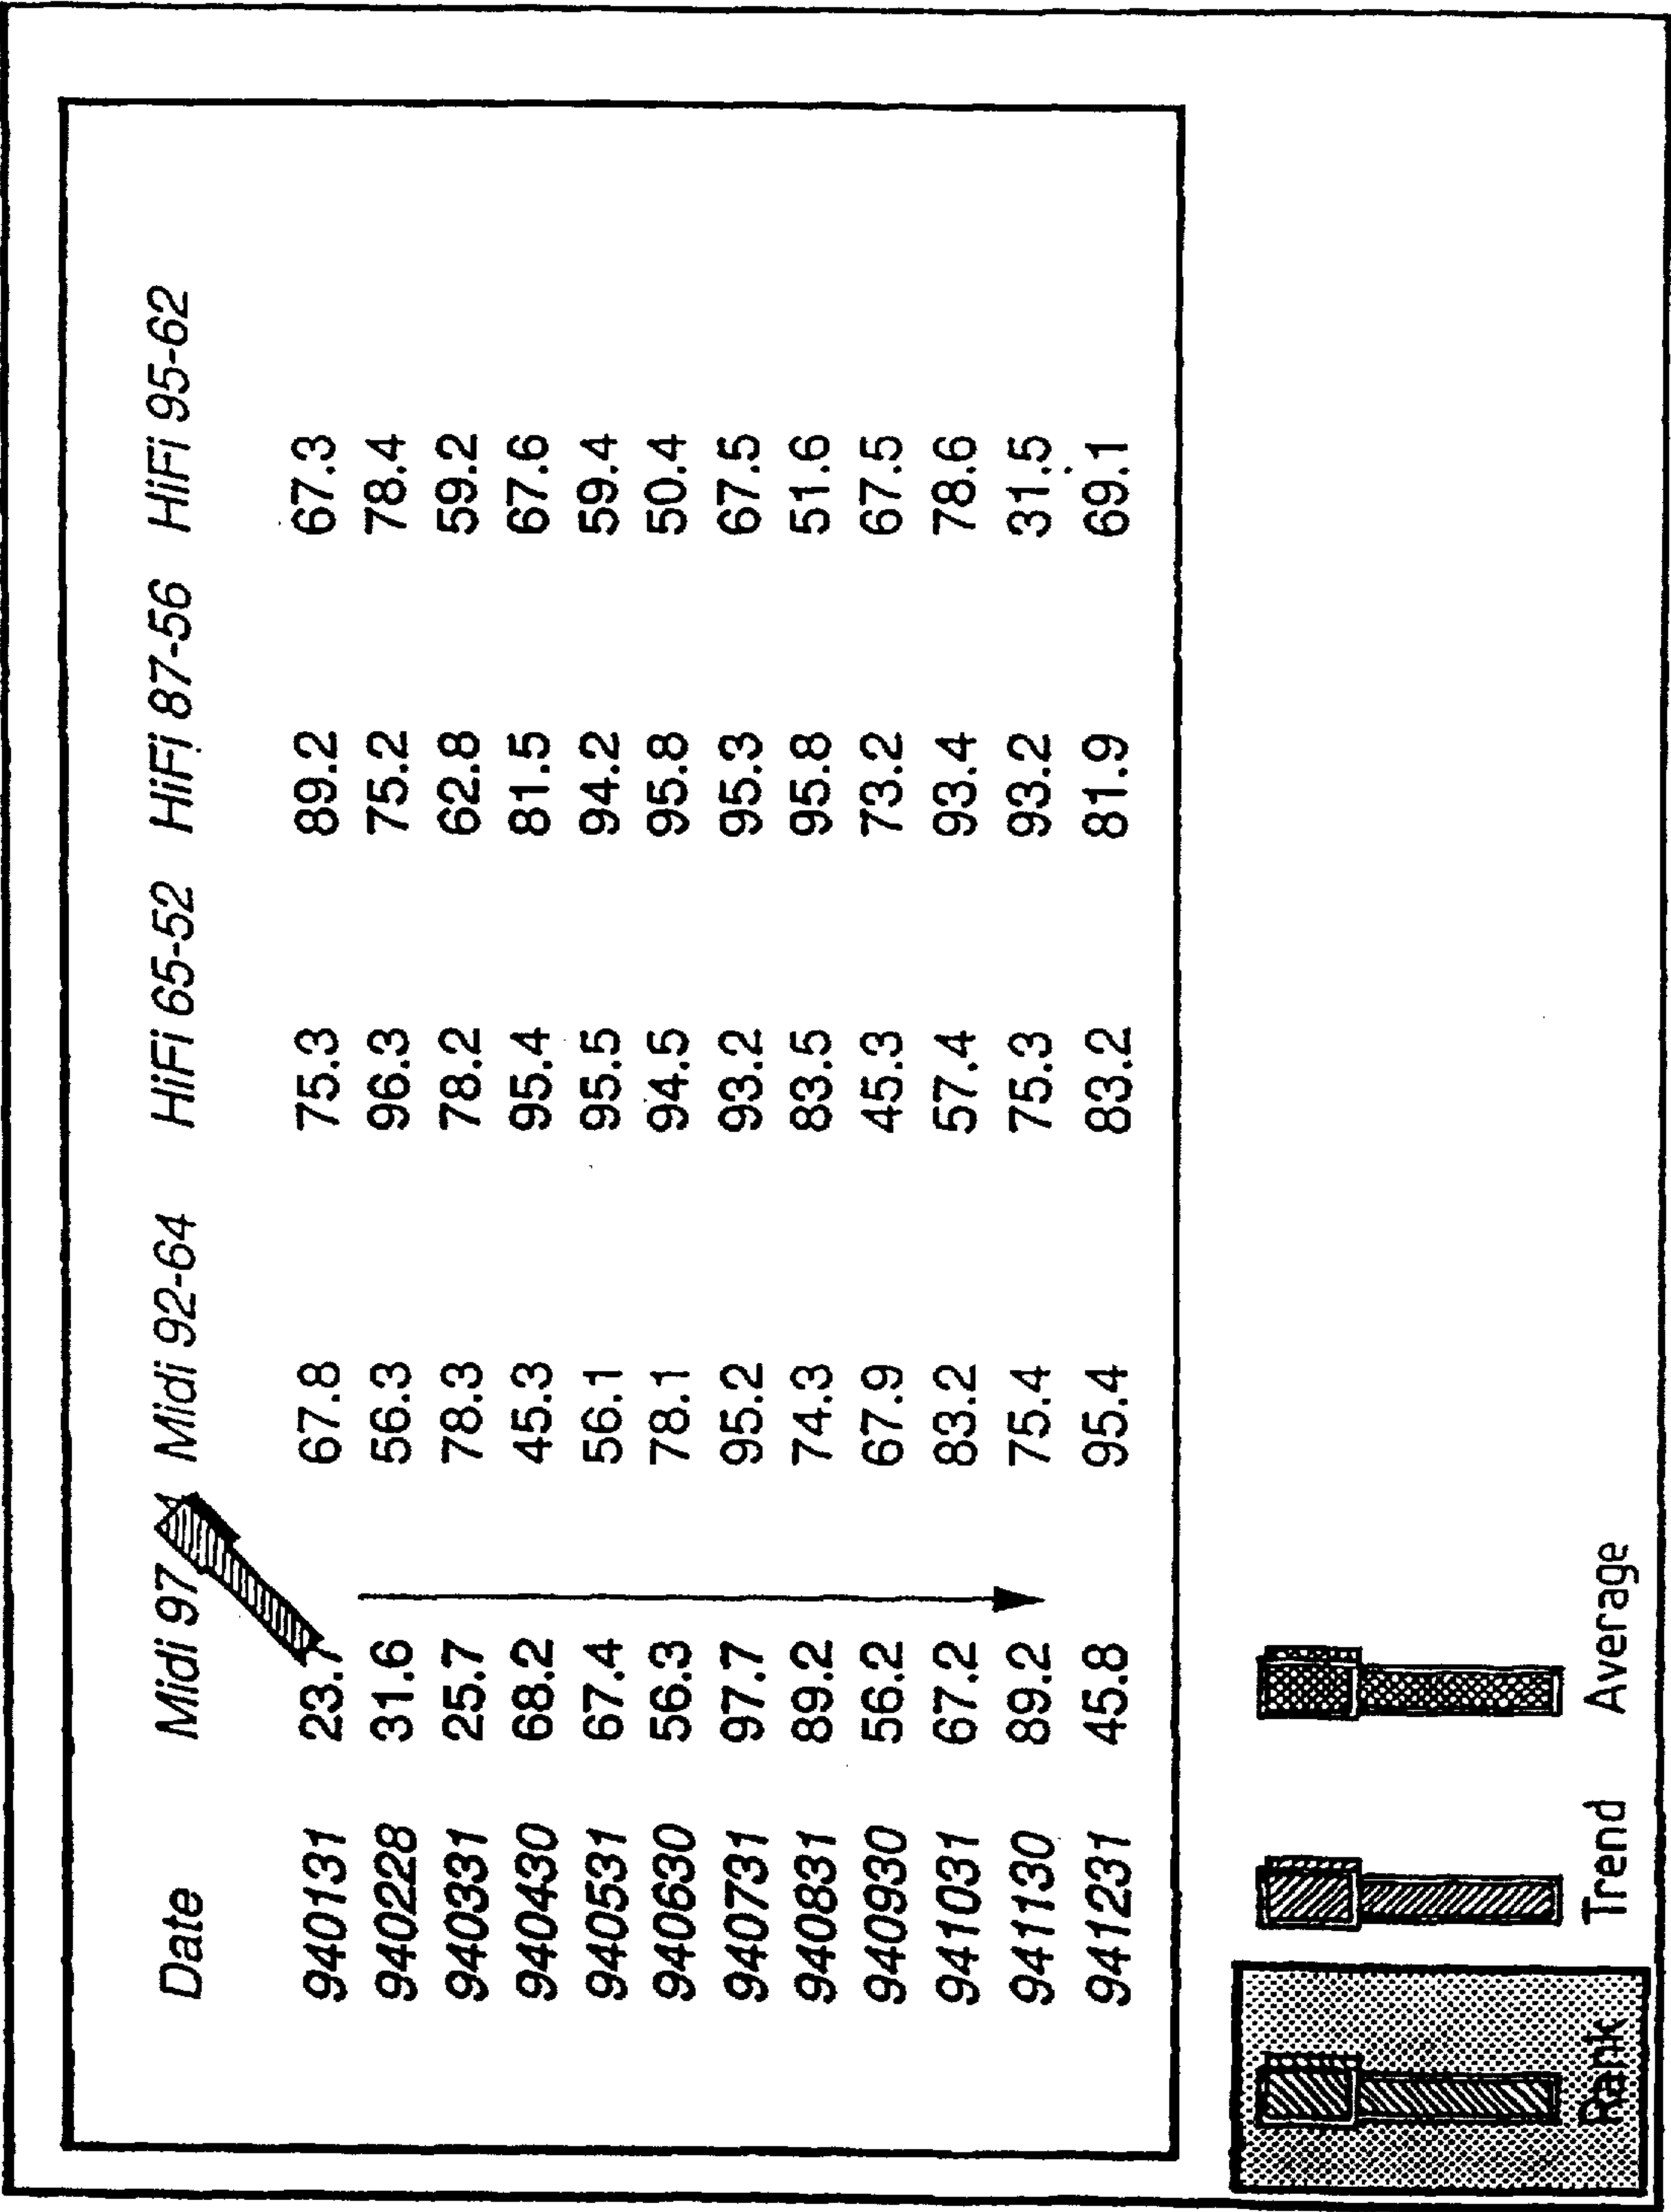 Date Midi 97 Midi 92-64 HiFi 65-52 HiFi 87-56 HiFi 95-62
940131 23.7 67.8 75.3 89.2 67.3
940228 31.6 56.3 96.3 75.2 78.4
940331 25.7 78.3 78.2 62.8 59.2
940430 68.2 45.3 95.4 81.5 67.6
940531 67.4 56.1 95.5 94.2 59.4
940630 56.3 78.1 94.5 95.8 50.4
940731 97.7 95.2 93.2 95.3 67.5
940831 89.2 74.3 83.5 95.8 51.6
940930 56.2 67.9 45.3 73.2 67.5
941031 67.2 83.2 57.4 93.4 78.6
941130 89.2 75.4 75.3 93.2 31.5
941231 45.8 95.4 83.2 81.9 69.1
Rank Trend Average